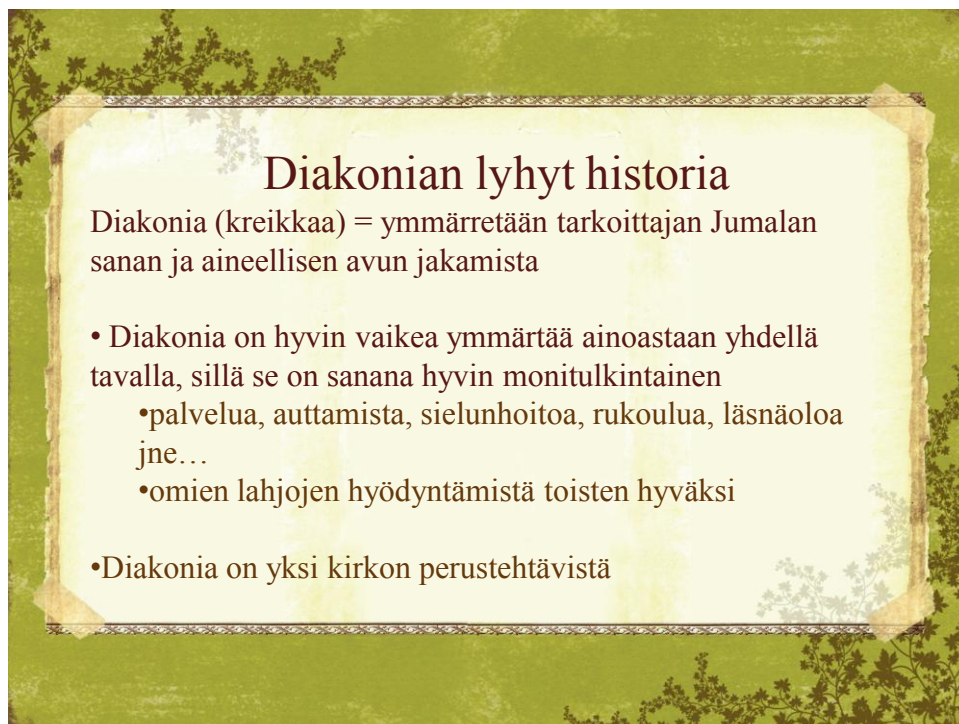 Diakonian lyhyt historia
Diakonia (kreikkaa) = ymmärretään tarkoittajan Jumalan
sanan ja aineellisen avun jakamista
• Diakonia on hyvin vaikea ymmärtää ainoastaan yhdellä
tavalla, sillä se on sanana hyvin monitulkintainen
•palvelua, auttamista, sielunhoitoa, rukoulua, läsnäoloa
jne…
•omien lahjojen hyödyntämistä toisten hyväksi
•Diakonia on yksi kirkon perustehtävistä